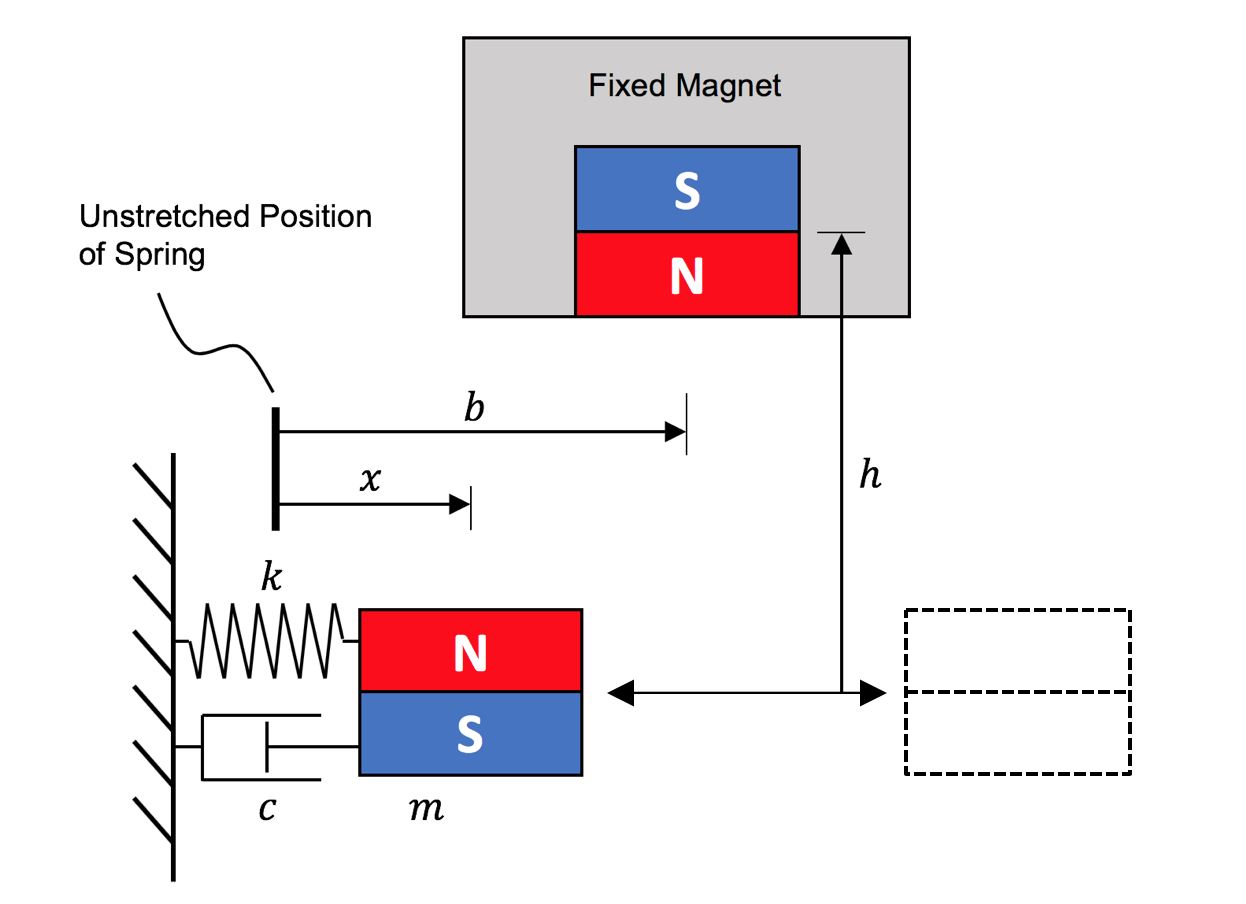 Fixed Magnet
S
N
Unstretched Position
of Spring
b
x
h
k
N
S
c
m